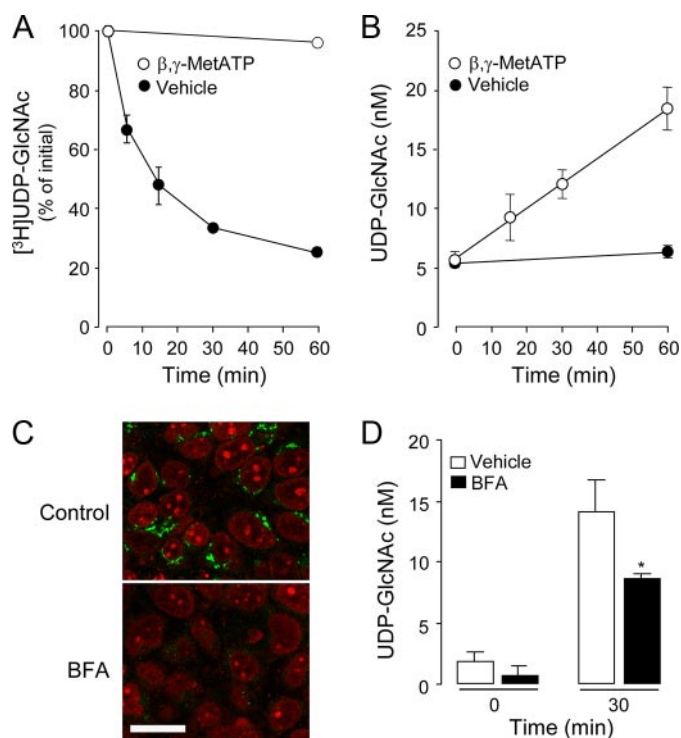 A
100
80
60
40
20
0
[³H]UDP-GlcNAc
(% of initial)
β,γ-MetATP
Vehicle
0 10 20 30 40 50 60
Time (min)
B
25
20
15
10
5
0
UDP-GlcNAc (nM)
β,γ-MetATP
Vehicle
0 10 20 30 40 50 60
Time (min)
C
Control
BFA
D
20
15
10
5
0
UDP-GlcNAc (nM)
Vehicle
BFA
*
0 30
Time (min)